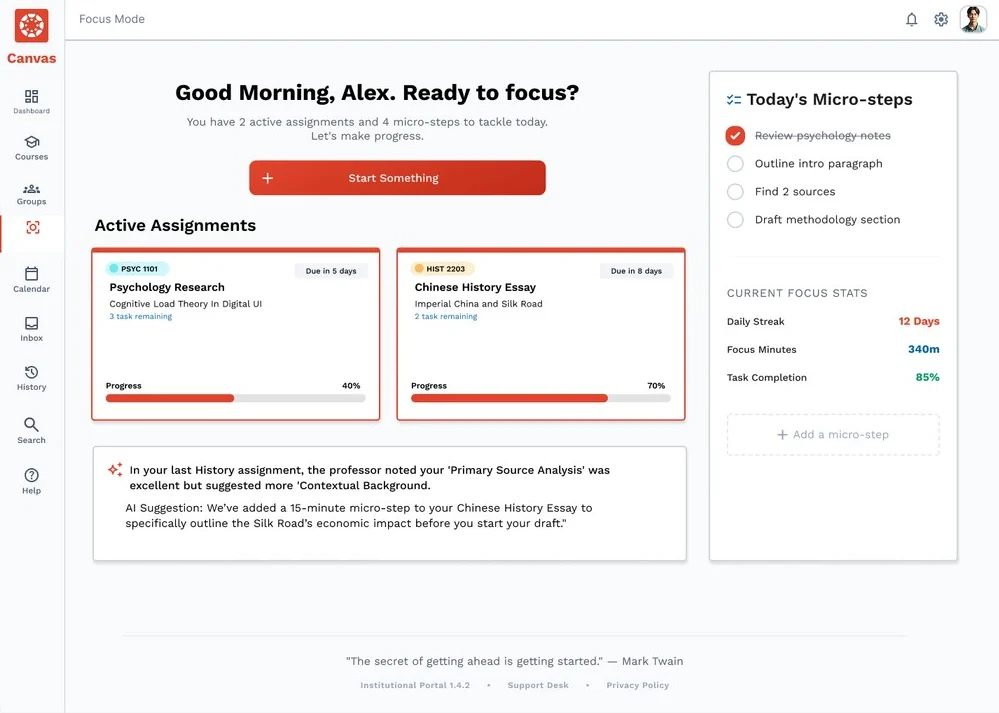 Canvas
Dashboard
Courses
Groups
Calendar
Inbox
History
Search
Help
Focus Mode
Good Morning, Alex. Ready to focus?
You have 2 active assignments and 4 micro-steps to tackle today.
Let's make progress.
+ Start Something
Active Assignments
PSYC 1101
Due in 5 days
Psychology Research
Cognitive Load Theory In Digital UI
3 task remaining
Progress 40%
HIST 2203
Due in 8 days
Chinese History Essay
Imperial China and Silk Road
2 task remaining
Progress 70%
In your last History assignment, the professor noted your 'Primary Source Analysis' was
excellent but suggested more 'Contextual Background.
AI Suggestion: We’ve added a 15-minute micro-step to your Chinese History Essay to
specifically outline the Silk Road’s economic impact before you start your draft."
Today's Micro-steps
Review psychology notes
Outline intro paragraph
Find 2 sources
Draft methodology section
CURRENT FOCUS STATS
Daily Streak 12 Days
Focus Minutes 340m
Task Completion 85%
+ Add a micro-step
"The secret of getting ahead is getting started." — Mark Twain
Institutional Portal 1.4.2 • Support Desk • Privacy Policy